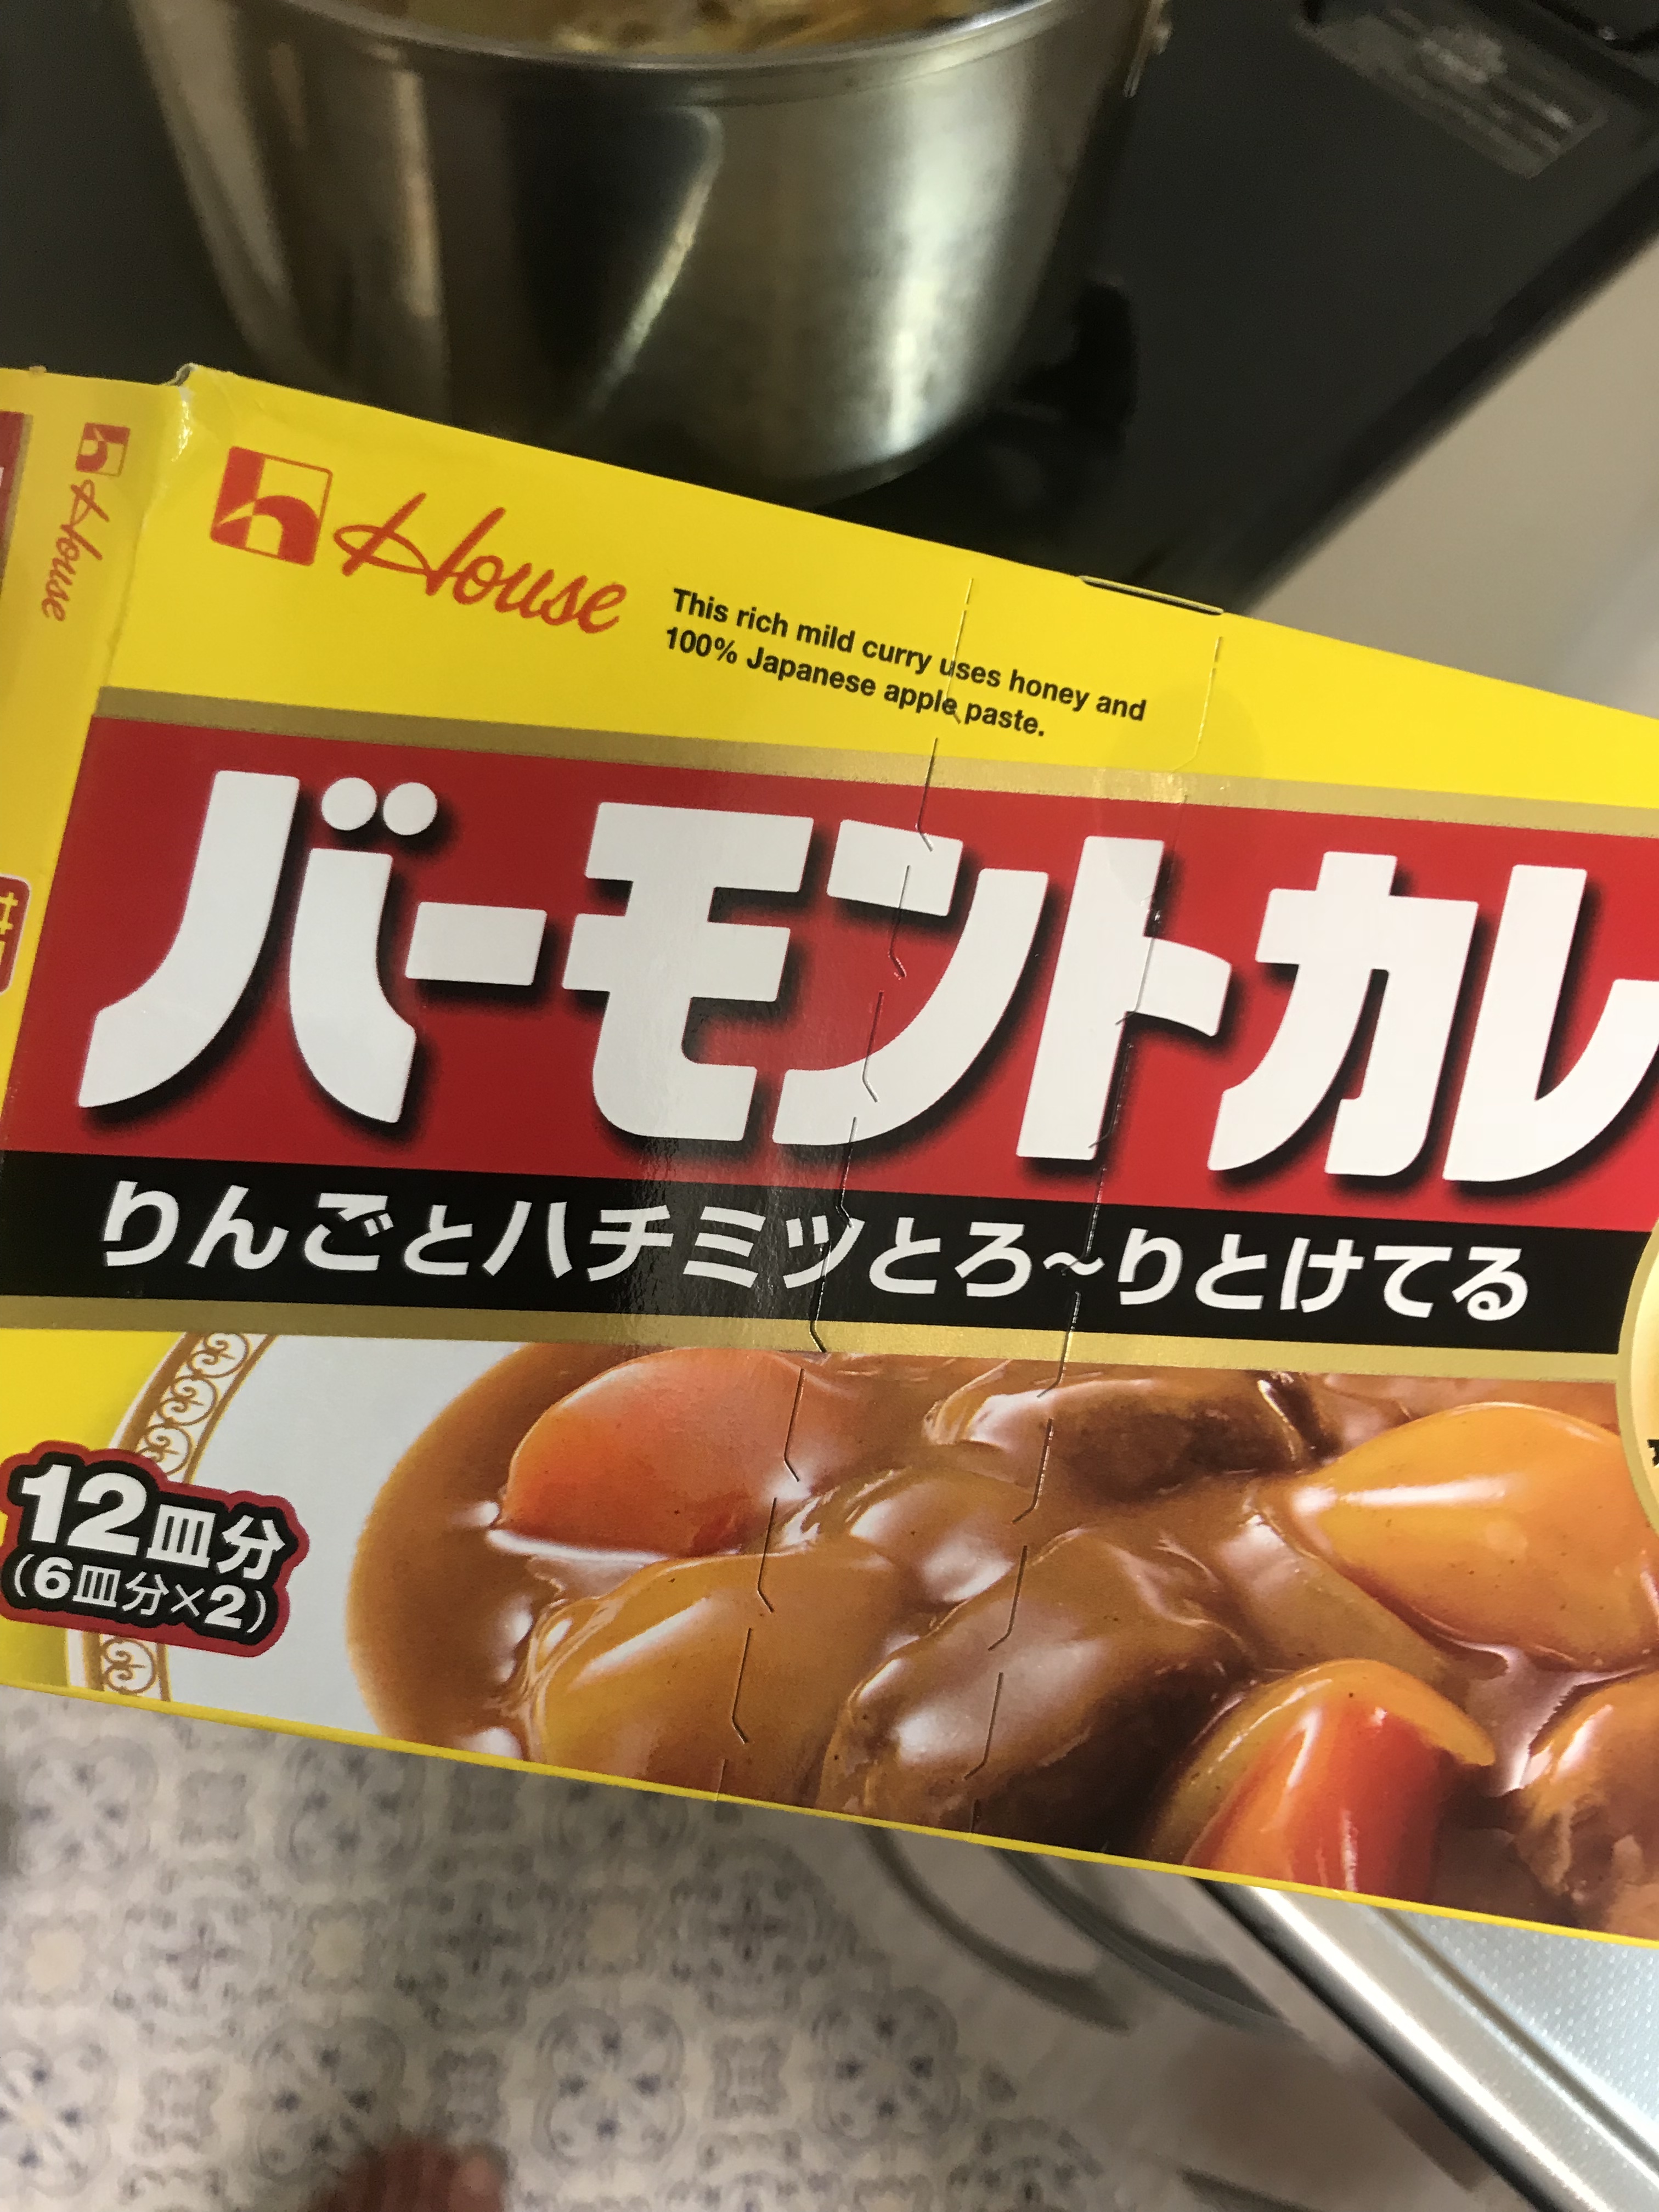 House
House
This rich mild curry uses honey and
100% Japanese apple paste.
バーモントカレ
りんごとハチミツとろ～りとけてる
12皿分
(6皿分×2)